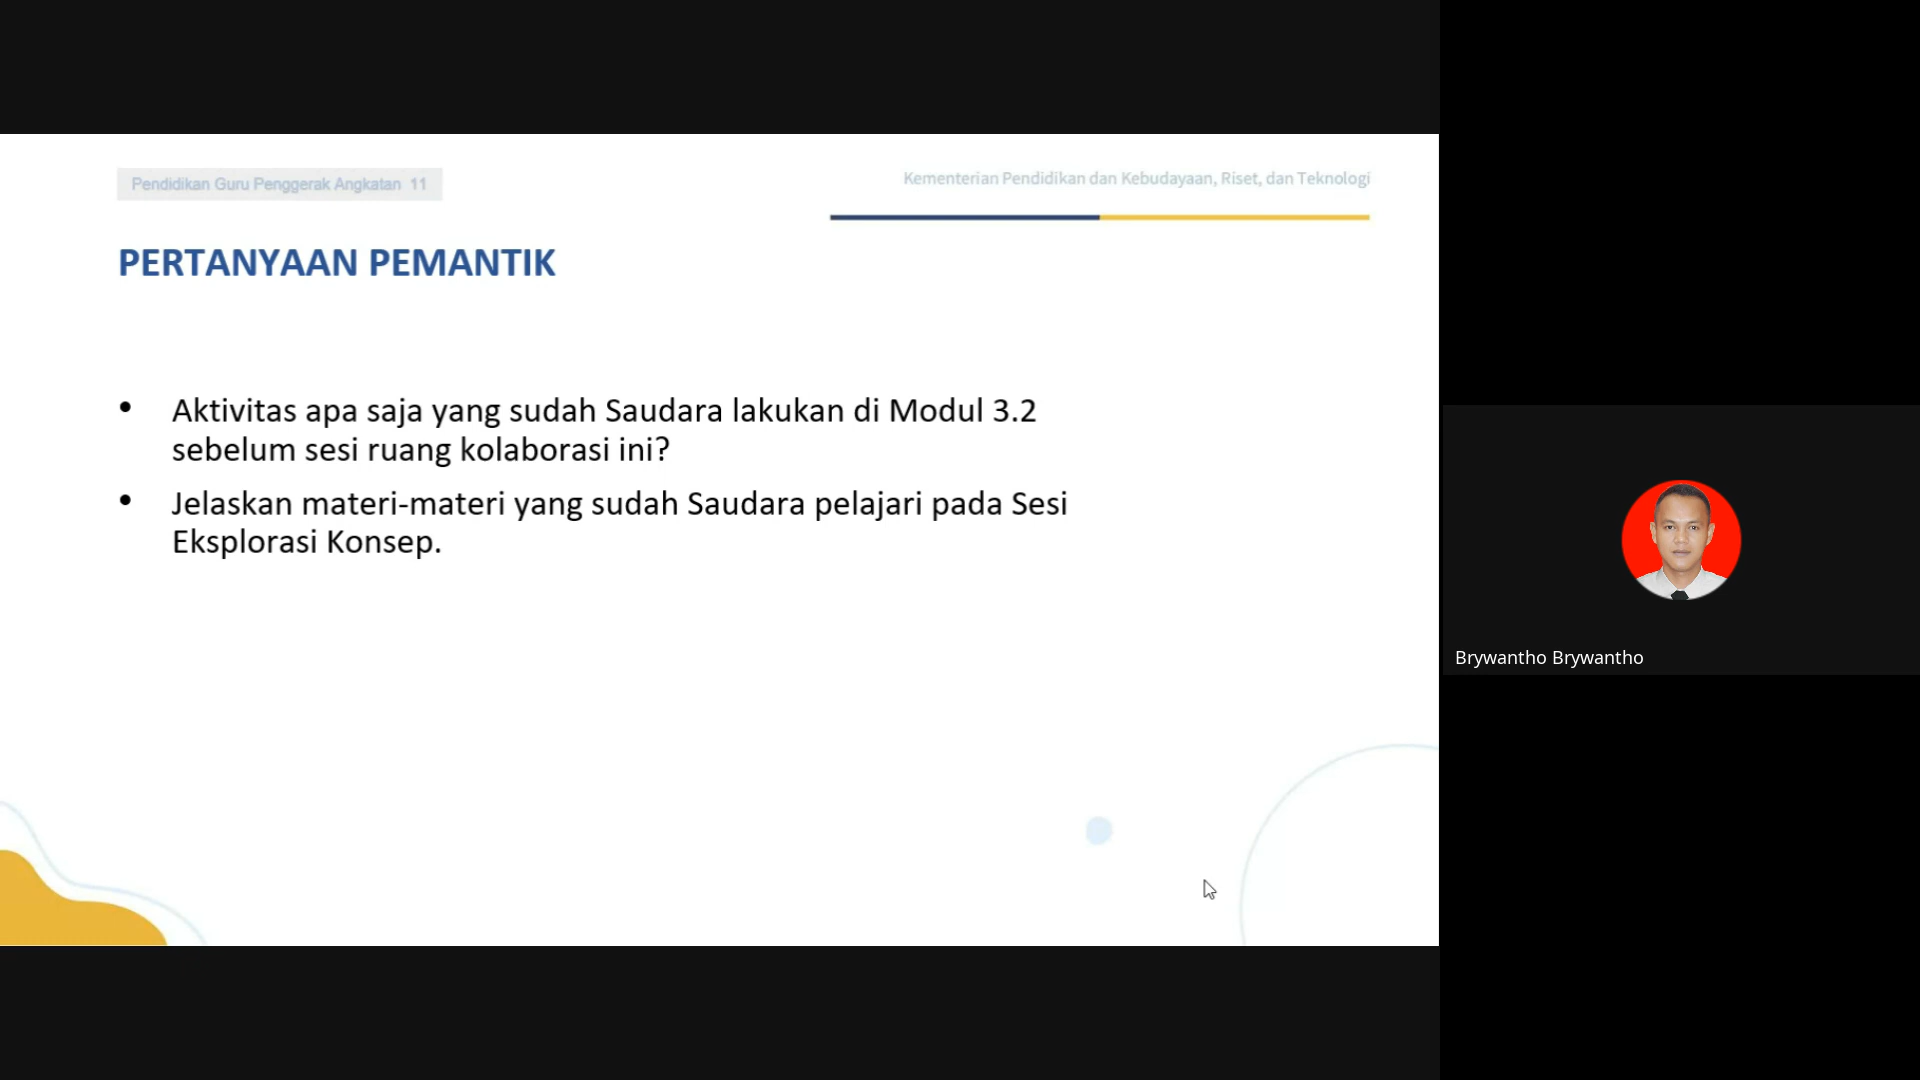 Pendidikan Guru Penggerak Angkatan 11
Kementerian Pendidikan dan Kebudayaan, Riset, dan Teknologi
PERTANYAAN PEMANTIK
• Aktivitas apa saja yang sudah Saudara lakukan di Modul 3.2
sebelum sesi ruang kolaborasi ini?
• Jelaskan materi-materi yang sudah Saudara pelajari pada Sesi
Eksplorasi Konsep.
Brywantho Brywantho